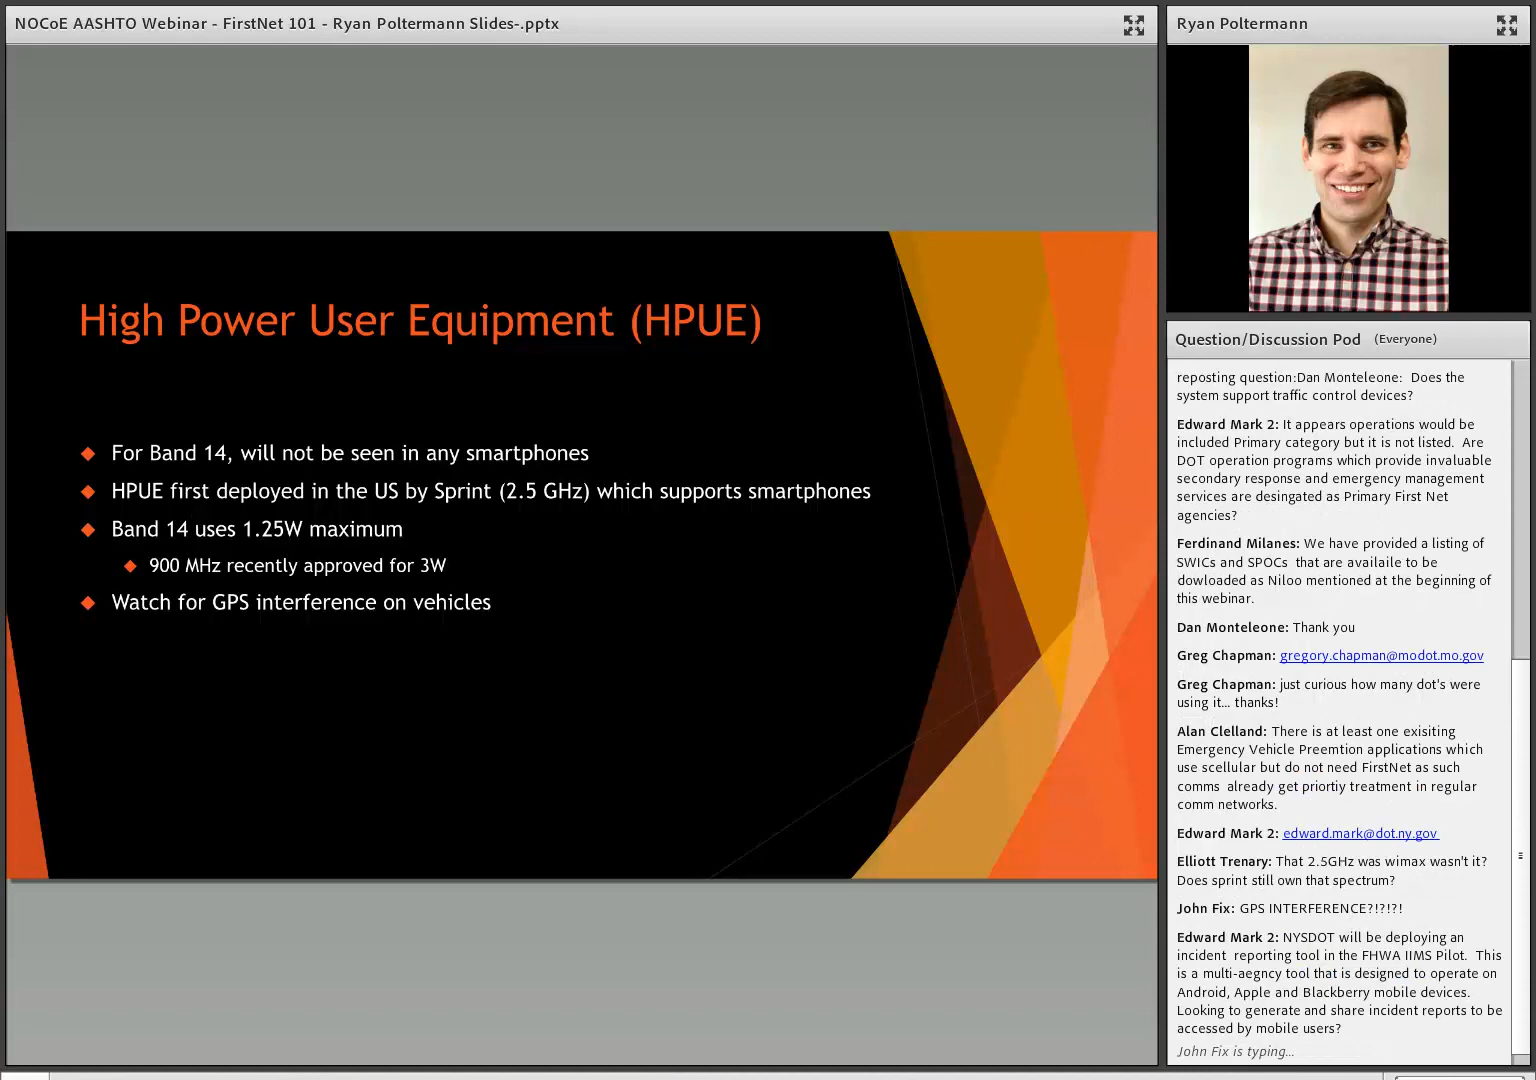 NOCoE AASHTO Webinar - FirstNet 101 - Ryan Poltermann Slides-.pptx
High Power User Equipment (HPUE)
For Band 14, will not be seen in any smartphones
HPUE first deployed in the US by Sprint (2.5 GHz) which supports smartphones
Band 14 uses 1.25W maximum
900 MHz recently approved for 3W
Watch for GPS interference on vehicles
Ryan Poltermann
Question/Discussion Pod (Everyone)
reposting question:Dan Monteleone: Does the
system support traffic control devices?
Edward Mark 2: It appears operations would be
included Primary category but it is not listed. Are
DOT operation programs which provide invaluable
secondary response and emergency management
services are desingated as Primary First Net
agencies?
Ferdinand Milanes: We have provided a listing of
SWICs and SPOCs that are availaile to be
dowloaded as Niloo mentioned at the beginning of
this webinar.
Dan Monteleone: Thank you
Greg Chapman: gregory.chapman@modot.mo.gov
Greg Chapman: just curious how many dot's were
using it... thanks!
Alan Clelland: There is at least one exisiting
Emergency Vehicle Preemtion applications which
use scellular but do not need FirstNet as such
comms already get priortiy treatment in regular
comm networks.
Edward Mark 2: edward.mark@dot.ny.gov
Elliott Trenary: That 2.5GHz was wimax wasn't it?
Does sprint still own that spectrum?
John Fix: GPS INTERFERENCE?!?!?!
Edward Mark 2: NYSDOT will be deploying an
incident reporting tool in the FHWA IIMS Pilot. This
is a multi-aegncy tool that is designed to operate on
Android, Apple and Blackberry mobile devices.
Looking to generate and share incident reports to be
accessed by mobile users?
John Fix is typing...